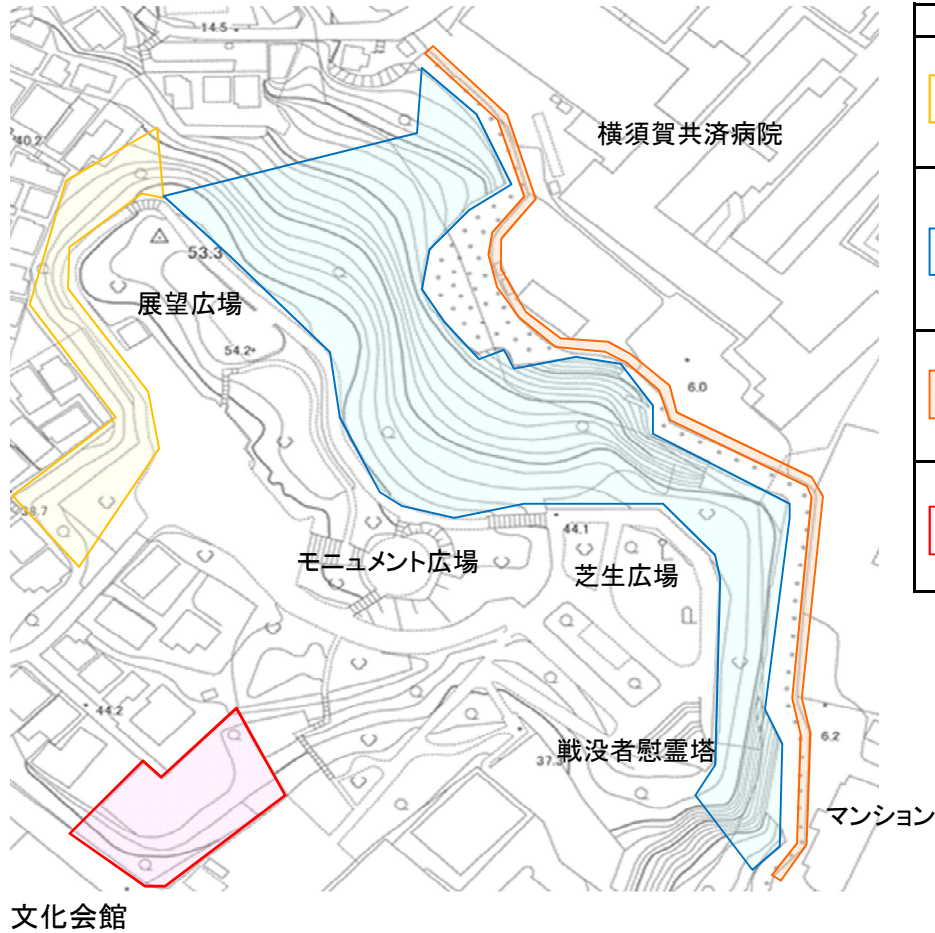 14.5
横須賀共済病院
40.2
53.3
展望広場
54.2
6.0
38.7
44.1
モニュメント広場
芝生広場
44.2
6.2
戦没者慰霊塔
マンション
文化会館